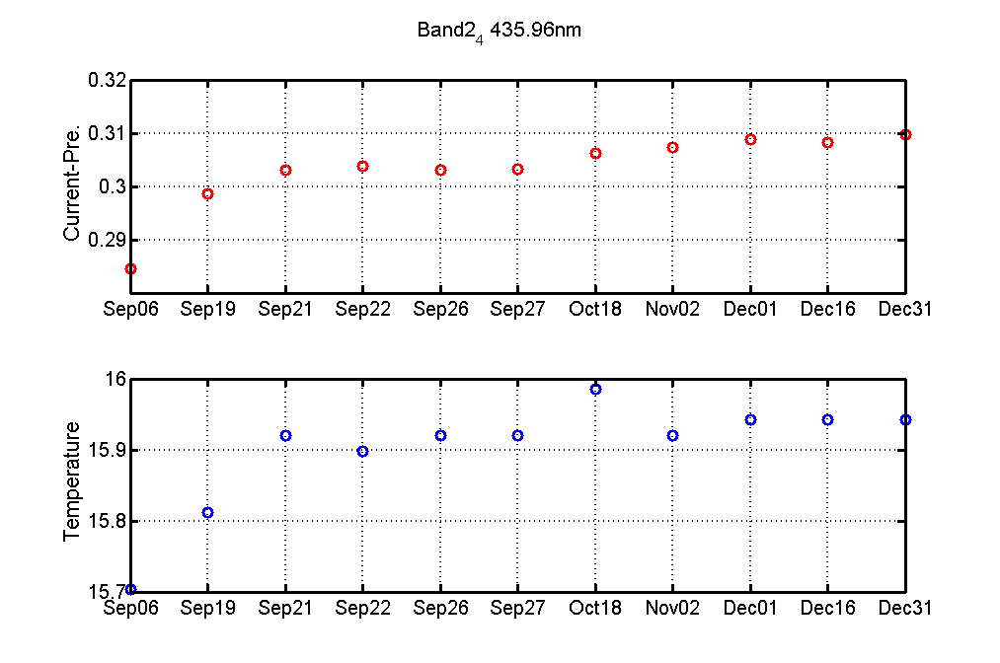 Band2₄ 435.96nm
0.32
0.31
0.3
0.29
Current-Pre.
Sep06 Sep19 Sep21 Sep22 Sep26 Sep27 Oct18 Nov02 Dec01 Dec16 Dec31
16
15.9
15.8
15.7
Temperature
Sep06 Sep19 Sep21 Sep22 Sep26 Sep27 Oct18 Nov02 Dec01 Dec16 Dec31